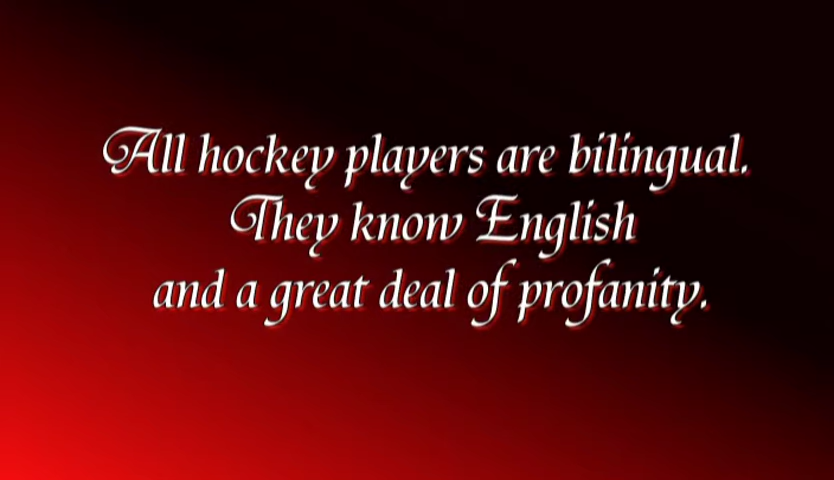 All hockey players are bilingual.
They know English
and a great deal of profanity.